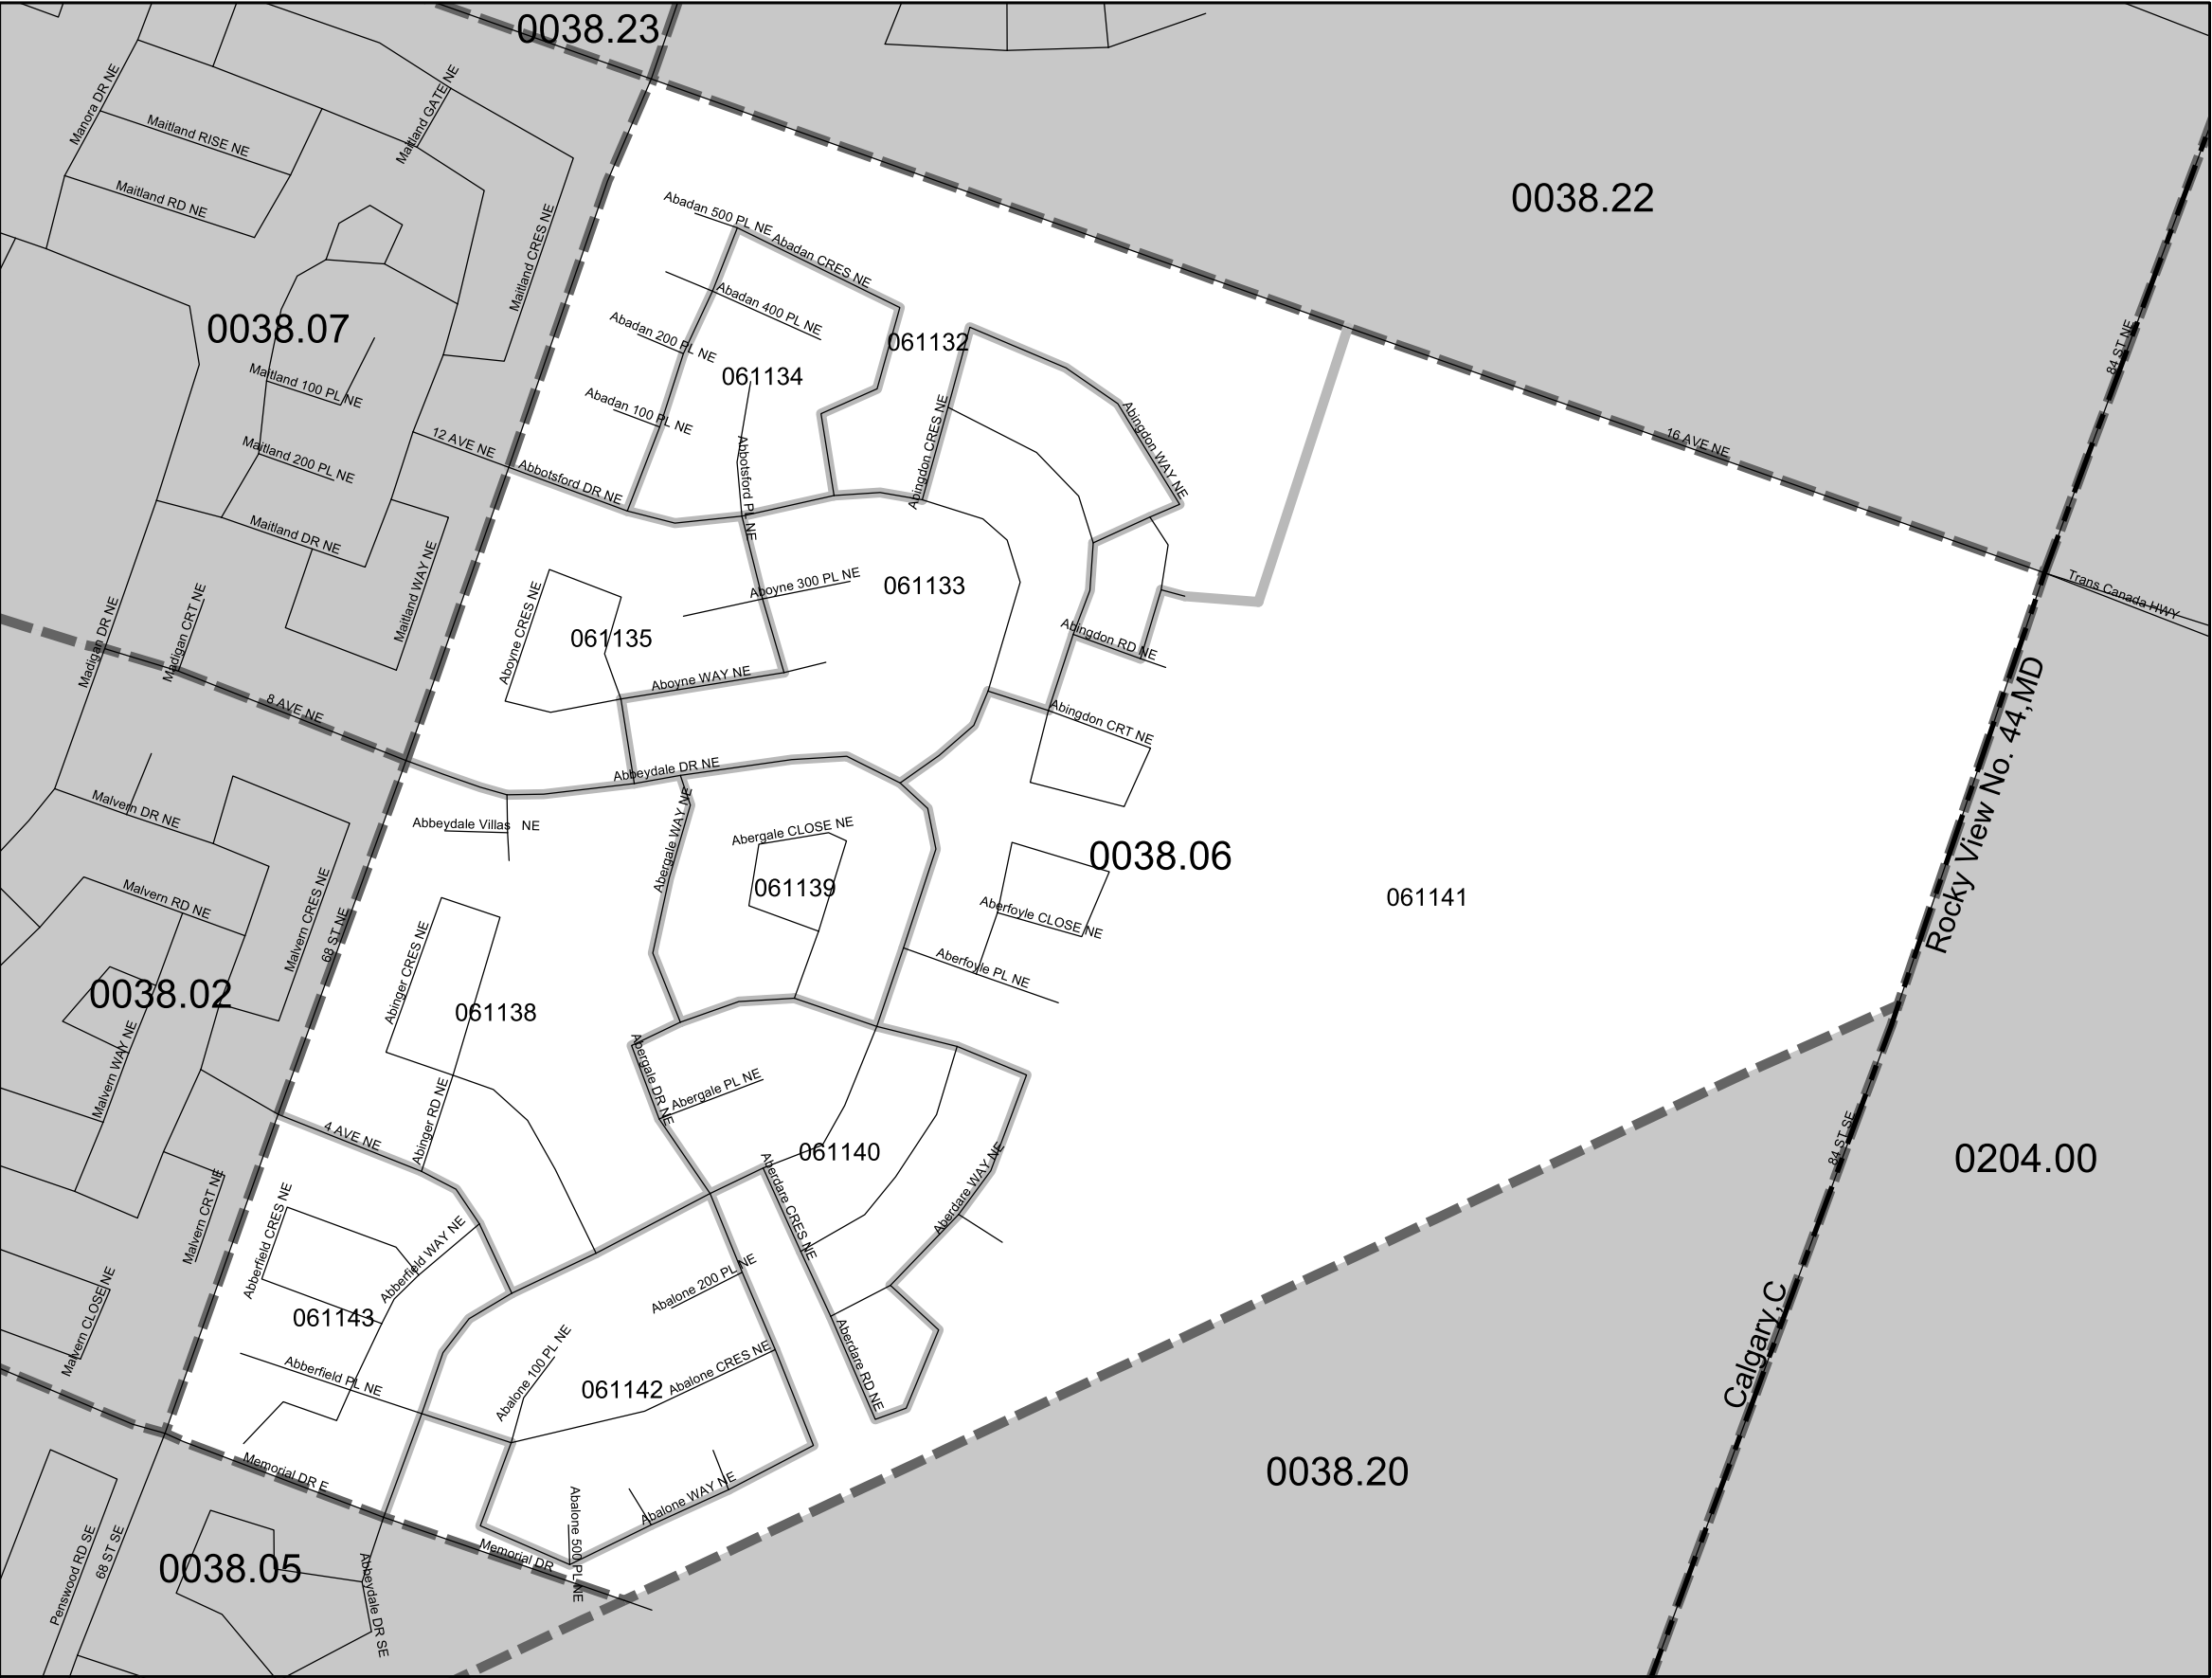 0038.23
Manora DR NE
Maitland GATE NE
Maitland RISE NE
Maitland RD NE
Maitland CRES NE
0038.22
Abadan 500 PL NE
Abadan CRES NE
Abadan 400 PL NE
Abadan 200 PL NE
0038.07
061132
84 ST NE
061134
Maitland 100 PL NE
Abadan 100 PL NE
Abingdon CRES NE
Abingdon WAY NE
12 AVE NE
16 AVE NE
Maitland 200 PL NE
Abbotsford DR NE
Abbotsford PL NE
Maitland DR NE
Maitland WAY NE
Trans Canada HWY
Aboyne 300 PL NE
061133
Aboyne CRES NE
061135
Abingdon RD NE
Madigan DR NE
Madigan CRT NE
Aboyne WAY NE
8 AVE NE
Abingdon CRT NE
Rocky View No. 44,MD
Abbeydale DR NE
Malvern DR NE
Abbeydale Villas NE
Abergale WAY NE
Abergale CLOSE NE
0038.06
061139
061141
Malvern RD NE
Malvern CRES NE
68 ST NE
Aberfoyle CLOSE NE
Abinger CRES NE
Aberfoyle PL NE
0038.02
061138
Malvern WAY NE
Abergale DR NE
Abergale PL NE
4 AVE NE
Abinger RD NE
061140
84 ST SE
0204.00
Aberdare CRES NE
Aberdare WAY NE
Malvern CRT NE
Abberfield CRES NE
Abberfield WAY NE
Abalone 200 PL NE
Malvern CLOSE NE
061143
Calgary,C
Aberdare RD NE
Abberfield PL NE
Abalone 100 PL NE
061142
Abalone CRES NE
Memorial DR E
0038.20
Abalone WAY NE
Abalone 500 PL NE
Memorial DR
Penswood RD SE
68 ST SE
0038.05
Abbeydale DR SE